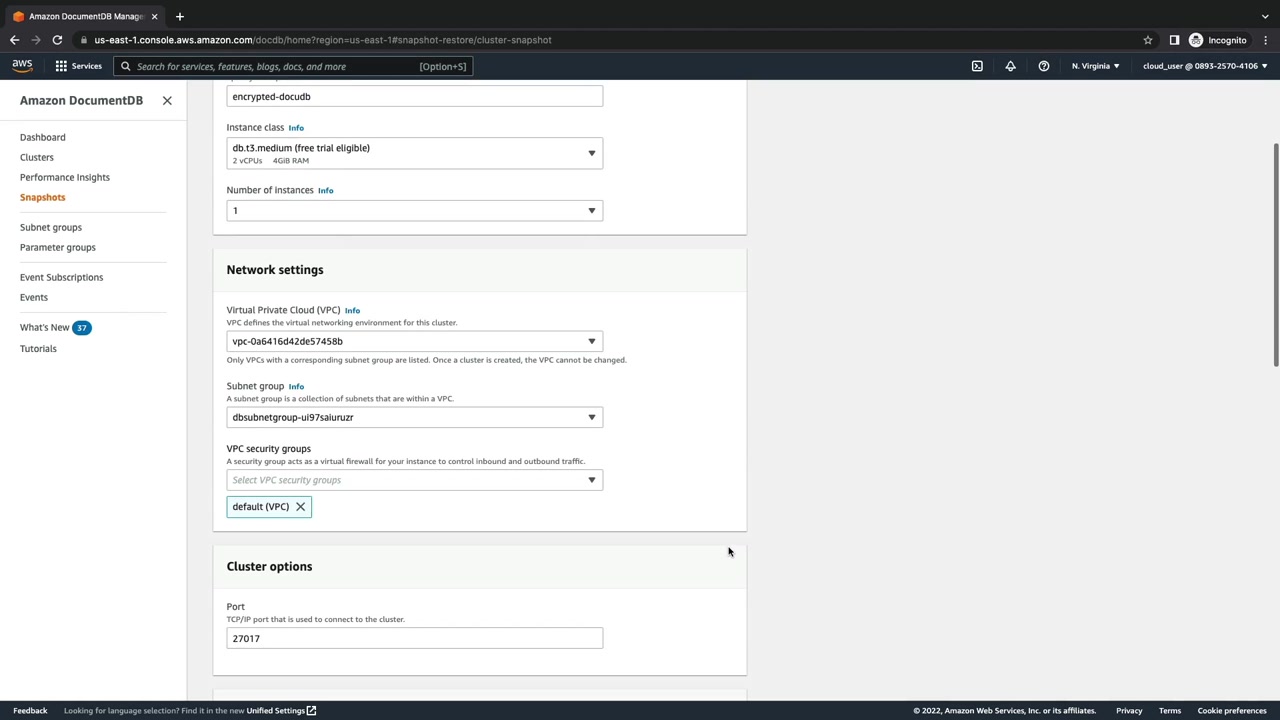 Amazon DocumentDB Manage
us-east-1.console.aws.amazon.com/docdb/home?region=us-east-1#snapshot-restore/cluster-snapshot
Incognito
aws
Services
Search for services, features, blogs, docs, and more
[Option+S]
N. Virginia
cloud_user @ 0893-2570-4106
Amazon DocumentDB
Dashboard
Clusters
Performance Insights
Snapshots
Subnet groups
Parameter groups
Event Subscriptions
Events
What's New 37
Tutorials
encrypted-docudb
Instance class Info
db.t3.medium (free trial eligible)
2 vCPUs 4GiB RAM
Number of instances Info
1
Network settings
Virtual Private Cloud (VPC) Info
VPC defines the virtual networking environment for this cluster.
vpc-0a6416d42de57458b
Only VPCs with a corresponding subnet group are listed. Once a cluster is created, the VPC cannot be changed.
Subnet group Info
A subnet group is a collection of subnets that are within a VPC.
dbsubnetgroup-ui97saiuruzr
VPC security groups
A security group acts as a virtual firewall for your instance to control inbound and outbound traffic.
Select VPC security groups
default (VPC)
Cluster options
Port
TCP/IP port that is used to connect to the cluster.
27017
Feedback
Looking for language selection? Find it in the new Unified Settings
© 2022, Amazon Web Services, Inc. or its affiliates.
Privacy
Terms
Cookie preferences